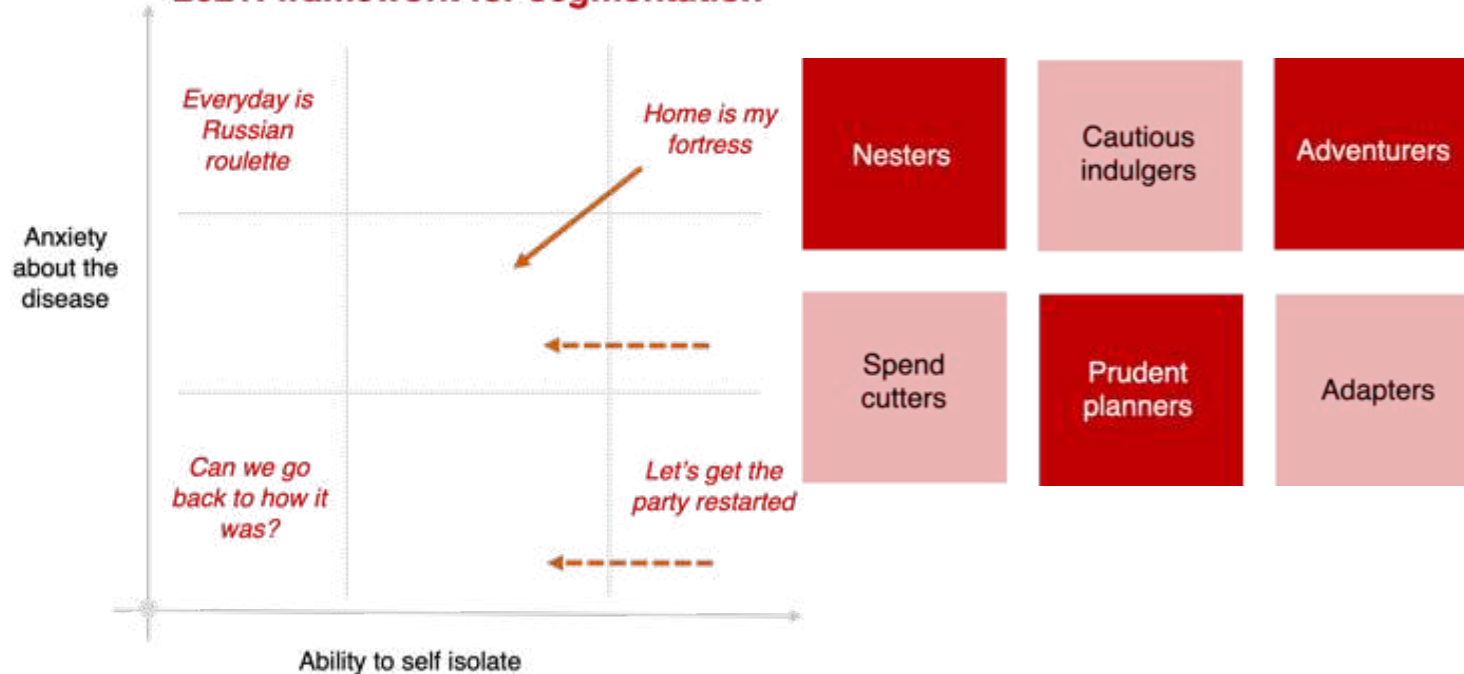 Everyday is
Russian
roulette
Home is my
fortress
Anxiety
about the
disease
Can we go
back to how it
was?
Let's get the
party restarted
Ability to self isolate
Nesters
Cautious
indulgers
Adventurers
Spend
cutters
Prudent
planners
Adapters